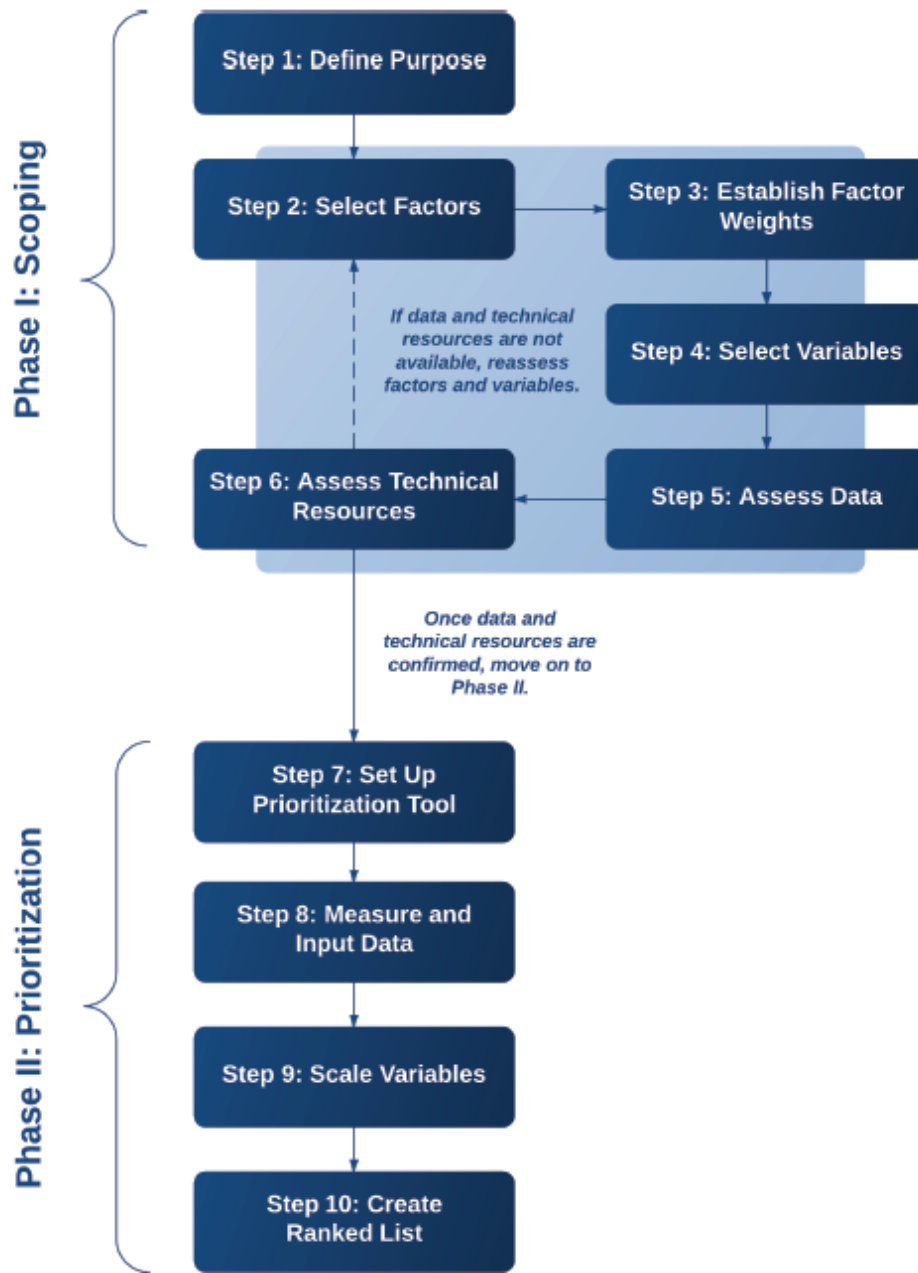 Phase I: Scoping
Step 1: Define Purpose
Step 2: Select Factors
Step 3: Establish Factor
Weights
If data and technical
resources are not
available, reassess
factors and variables.
Step 4: Select Variables
Step 6: Assess Technical
Resources
Step 5: Assess Data
Once data and
technical resources are
confirmed, move on to
Phase II.
Phase II: Prioritization
Step 7: Set Up
Prioritization Tool
Step 8: Measure and
Input Data
Step 9: Scale Variables
Step 10: Create
Ranked List